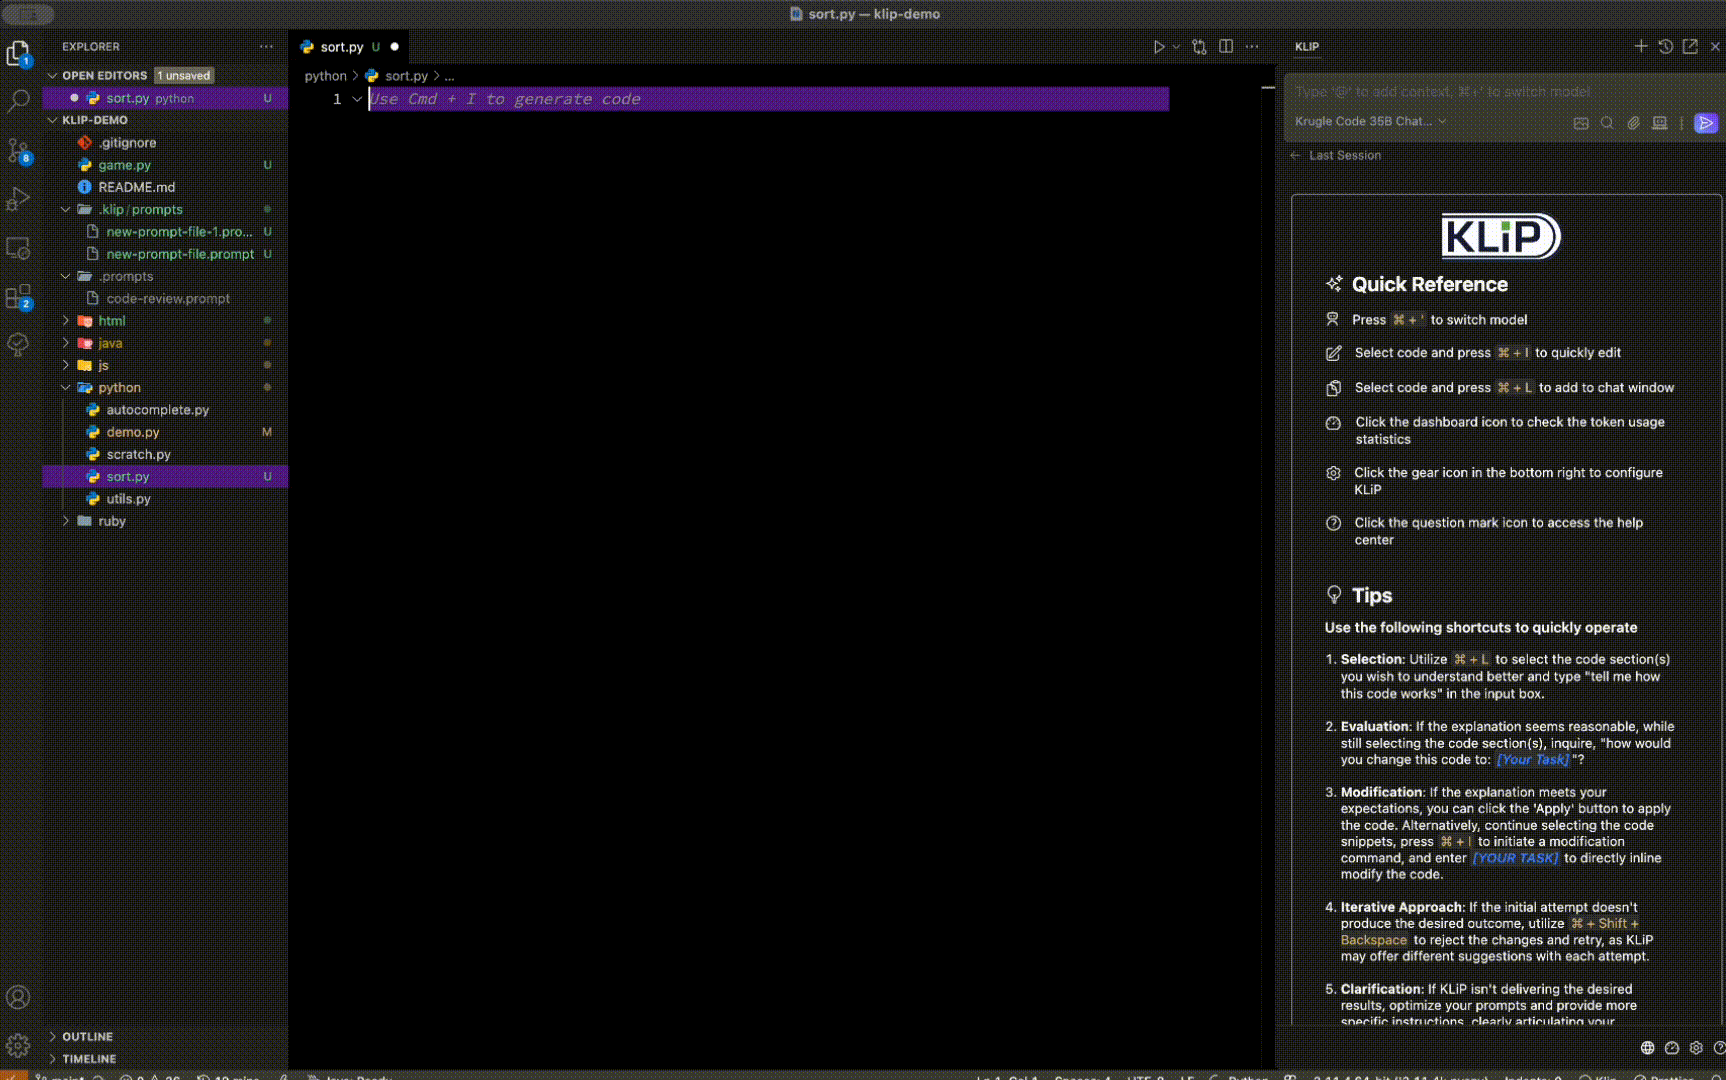 sort.py — klip-demo
EXPLORER
OPEN EDITORS 1 unsaved
sort.py python U
KLIP-DEMO
.gitignore
game.py U
README.md
.klip / prompts
new-prompt-file-1.pro... U
new-prompt-file.prompt U
.prompts
code-review.prompt
html
java
js
python
autocomplete.py
demo.py M
scratch.py
sort.py U
utils.py
ruby
OUTLINE
TIMELINE
1
8
2
sort.py U
python > sort.py > ...
1 Use Cmd + I to generate code
KLIP
Type '@' to add context, ⌘+' to switch model
Krugle Code 35B Chat...
Last Session
KLiP
Quick Reference
Press ⌘ + ' to switch model
Select code and press ⌘ + I to quickly edit
Select code and press ⌘ + L to add to chat window
Click the dashboard icon to check the token usage
statistics
Click the gear icon in the bottom right to configure
KLiP
Click the question mark icon to access the help
center
Tips
Use the following shortcuts to quickly operate
1. Selection: Utilize ⌘ + L to select the code section(s)
you wish to understand better and type "tell me how
this code works" in the input box.
2. Evaluation: If the explanation seems reasonable, while
still selecting the code section(s), inquire, "how would
you change this code to: [Your Task] "?
3. Modification: If the explanation meets your
expectations, you can click the 'Apply' button to apply
the code. Alternatively, continue selecting the code
snippets, press ⌘ + I to initiate a modification
command, and enter [YOUR TASK] to directly inline
modify the code.
4. Iterative Approach: If the initial attempt doesn't
produce the desired outcome, utilize ⌘ + Shift +
Backspace to reject the changes and retry, as KLiP
may offer different suggestions with each attempt.
5. Clarification: If KLiP isn't delivering the desired
results, optimize your prompts and provide more
specific instructions, clearly articulating your